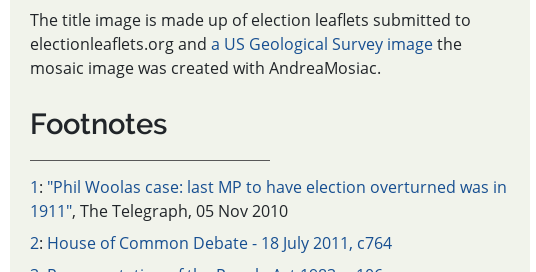 The title image is made up of election leaflets submitted to
electionleaflets.org and a US Geological Survey image the
mosaic image was created with AndreaMosiac.
Footnotes
1: "Phil Woolas case: last MP to have election overturned was in
1911", The Telegraph, 05 Nov 2010
2: House of Common Debate - 18 July 2011, c764